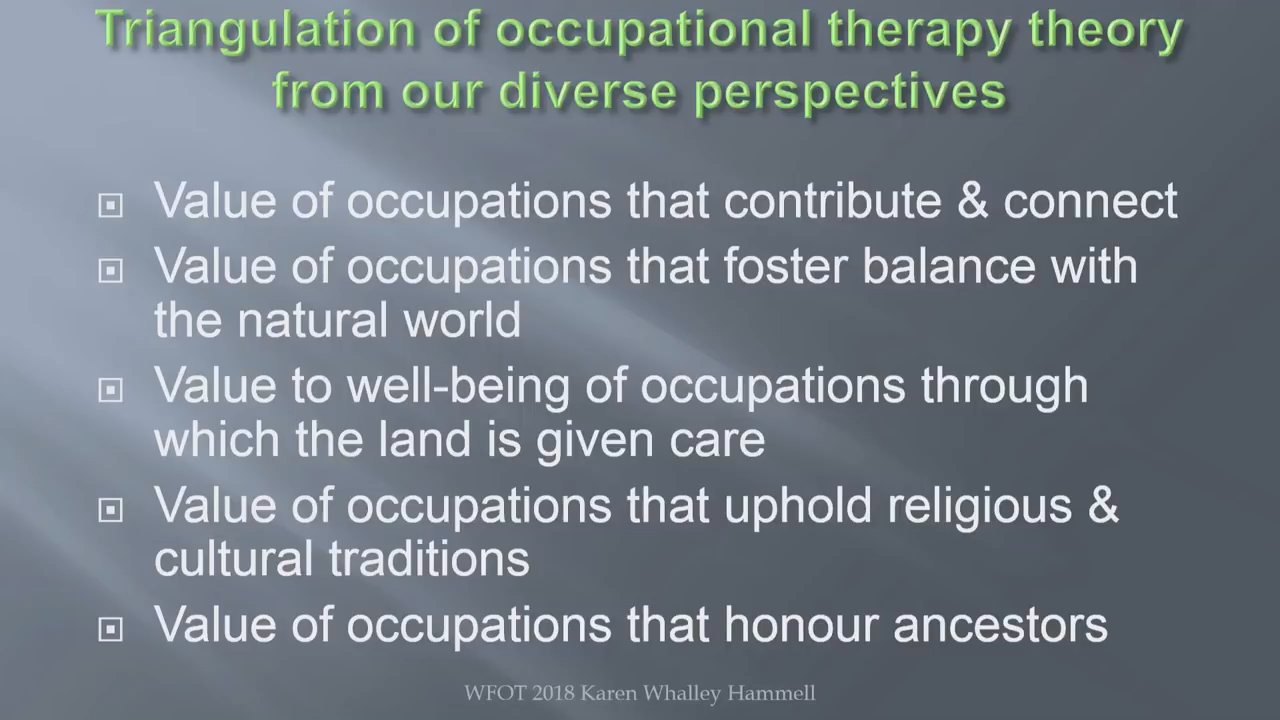 Triangulation of occupational therapy theory
from our diverse perspectives
Value of occupations that contribute & connect
Value of occupations that foster balance with
the natural world
Value to well-being of occupations through
which the land is given care
Value of occupations that uphold religious &
cultural traditions
Value of occupations that honour ancestors
WFOT 2018 Karen Whalley Hammell